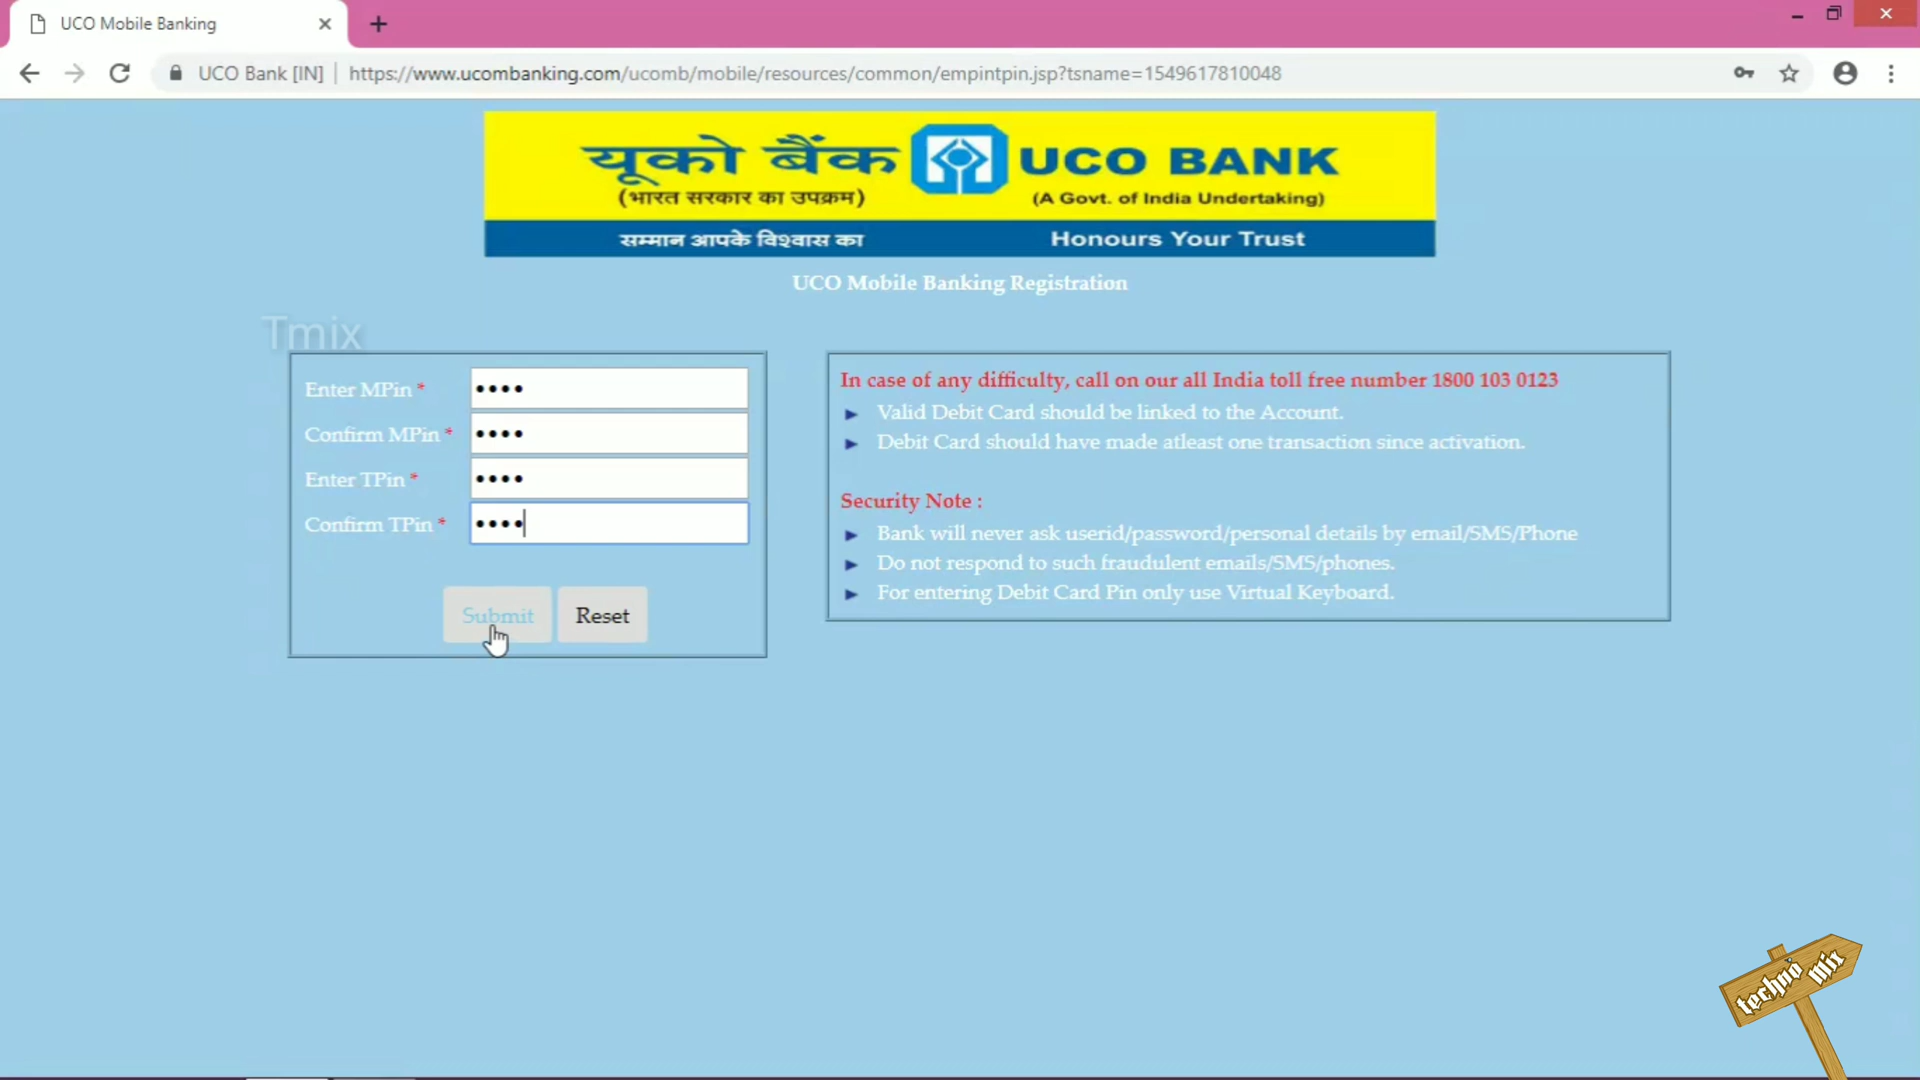 UCO Mobile Banking
UCO Bank [IN] | https://www.ucombanking.com/ucomb/mobile/resources/common/empintpin.jsp?tsname=1549617810048
यूको बैंक UCO BANK
(भारत सरकार का उपक्रम) (A Govt. of India Undertaking)
सम्मान आपके विश्वास का Honours Your Trust
UCO Mobile Banking Registration
Tmix
Enter MPin *
Confirm MPin *
Enter TPin *
Confirm TPin *
Submit Reset
In case of any difficulty, call on our all India toll free number 1800 103 0123
Valid Debit Card should be linked to the Account.
Debit Card should have made atleast one transaction since activation.
Security Note :
Bank will never ask userid/password/personal details by email/SMS/Phone
Do not respond to such fraudulent emails/SMS/phones.
For entering Debit Card Pin only use Virtual Keyboard.
techno mix